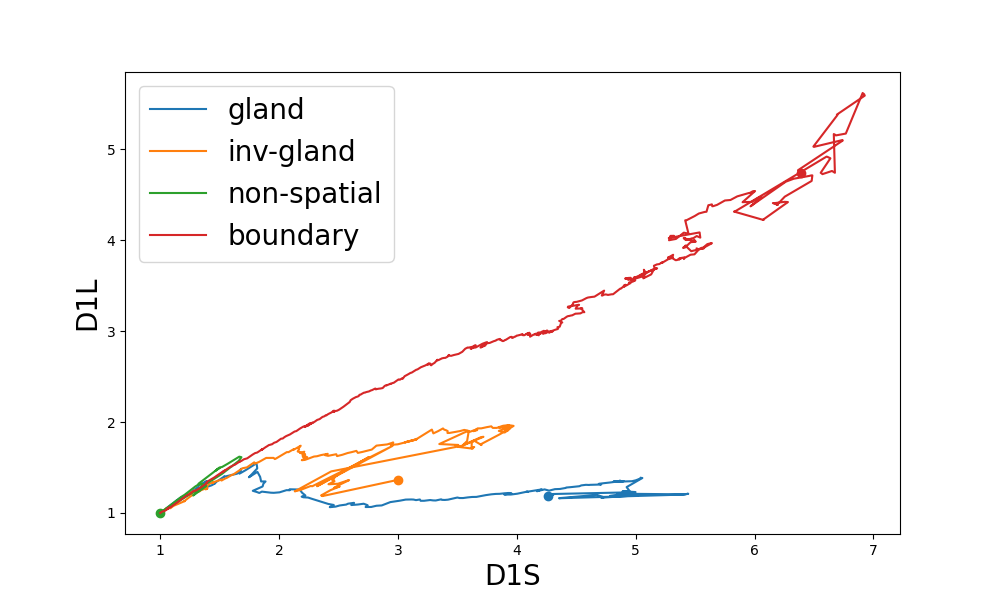 gland
inv-gland
non-spatial
boundary
5
4
3
2
1
D1L
1 2 3 4 5 6 7
D1S